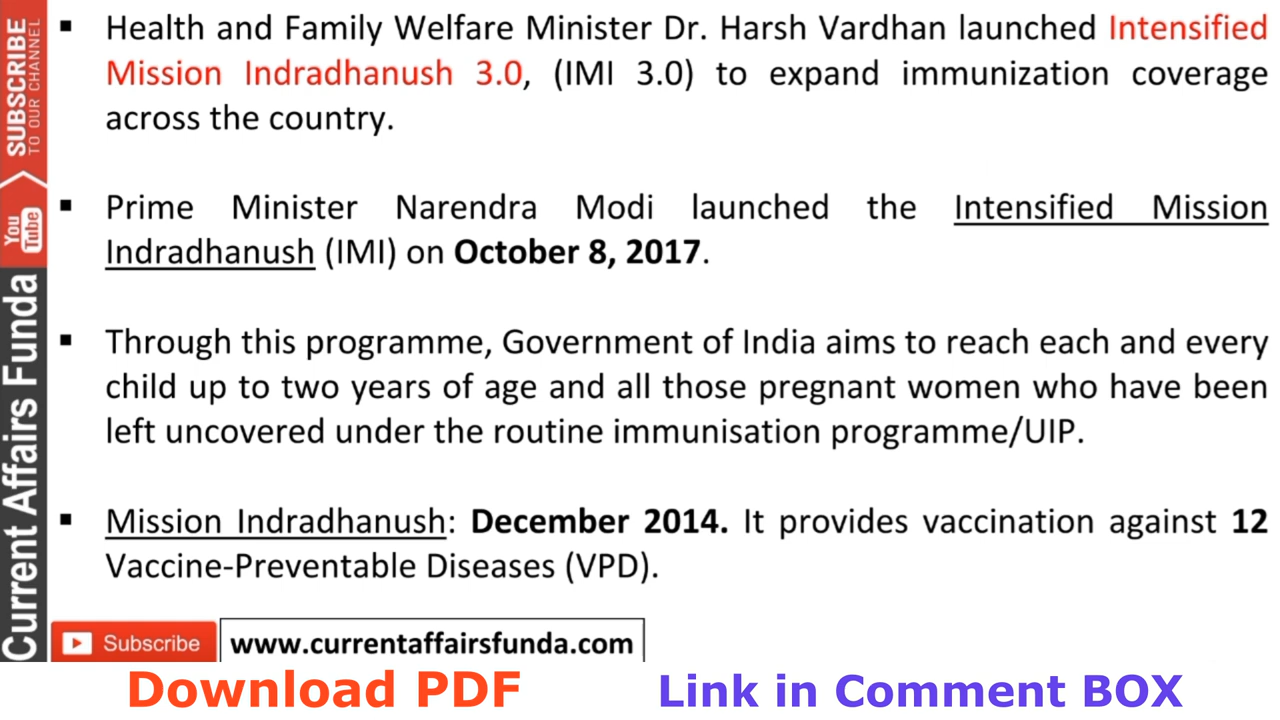 ▪ Health and Family Welfare Minister Dr. Harsh Vardhan launched Intensified
Mission Indradhanush 3.0, (IMI 3.0) to expand immunization coverage
across the country.
▪ Prime Minister Narendra Modi launched the Intensified Mission
Indradhanush (IMI) on October 8, 2017.
▪ Through this programme, Government of India aims to reach each and every
child up to two years of age and all those pregnant women who have been
left uncovered under the routine immunisation programme/UIP.
▪ Mission Indradhanush: December 2014. It provides vaccination against 12
Vaccine-Preventable Diseases (VPD).
SUBSCRIBE
TO OUR CHANNEL
You
Tube
Current Affairs Funda
Subscribe
www.currentaffairsfunda.com
Download PDF
Link in Comment BOX